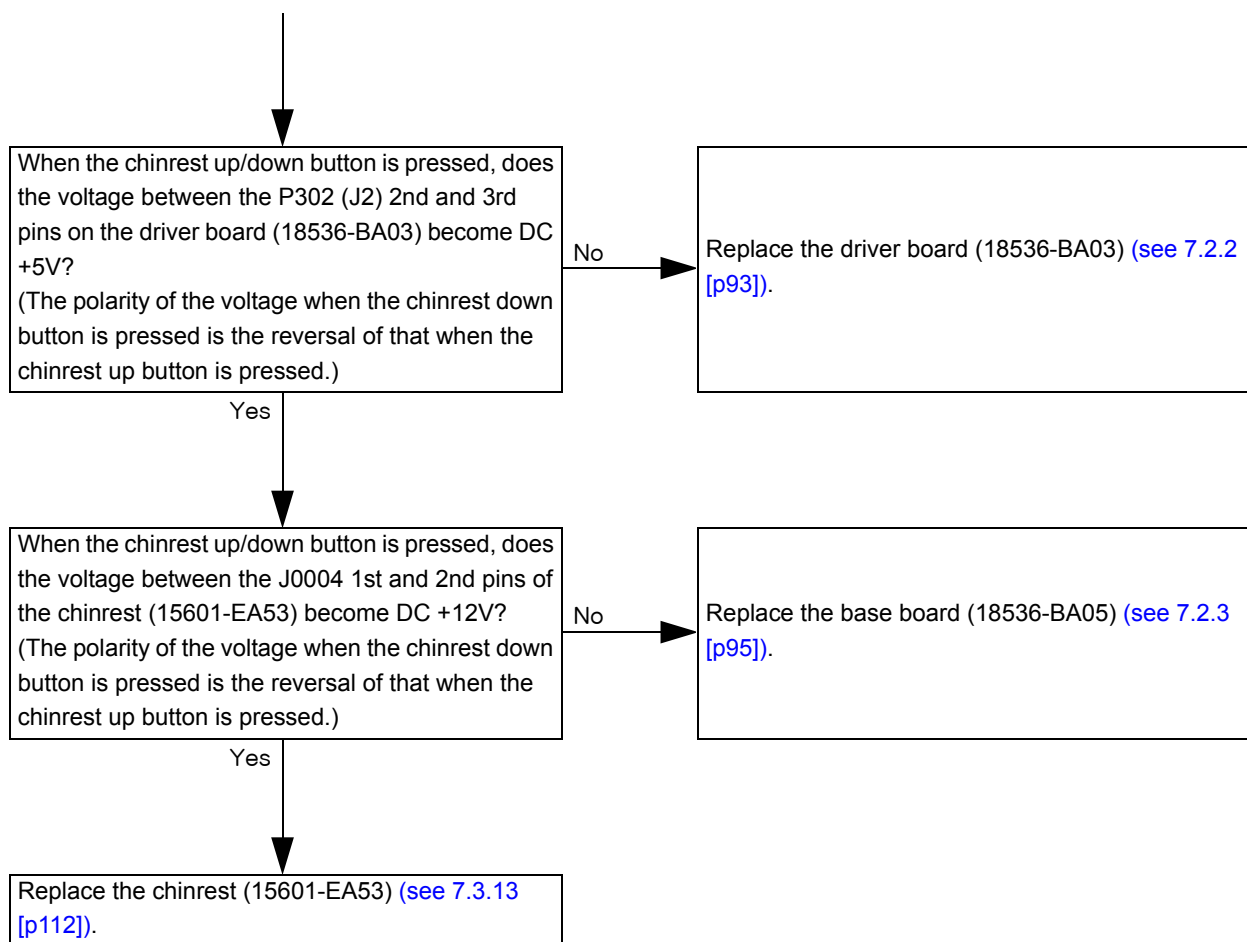 When the chinrest up/down button is pressed, does
the voltage between the P302 (J2) 2nd and 3rd
pins on the driver board (18536-BA03) become DC
+5V?
(The polarity of the voltage when the chinrest down
button is pressed is the reversal of that when the
chinrest up button is pressed.)
No
Replace the driver board (18536-BA03) (see 7.2.2
[p93]).
Yes
When the chinrest up/down button is pressed, does
the voltage between the J0004 1st and 2nd pins of
the chinrest (15601-EA53) become DC +12V?
(The polarity of the voltage when the chinrest down
button is pressed is the reversal of that when the
chinrest up button is pressed.)
No
Replace the base board (18536-BA05) (see 7.2.3
[p95]).
Yes
Replace the chinrest (15601-EA53) (see 7.3.13
[p112]).